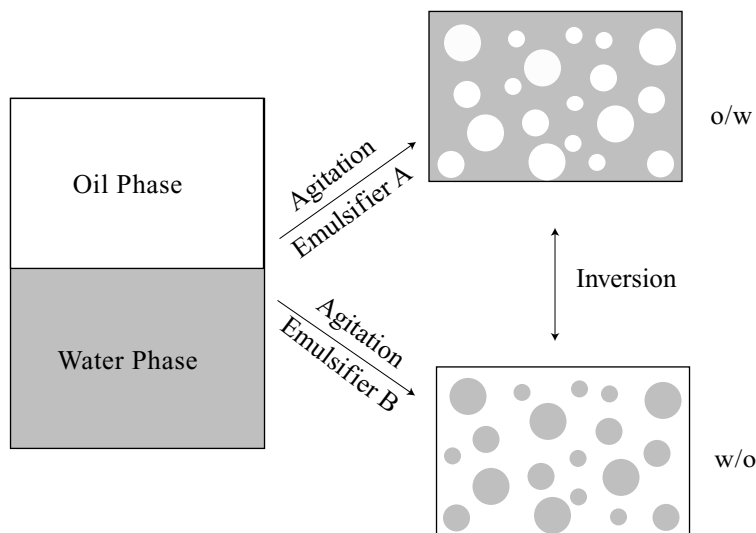 Oil Phase
Water Phase
Agitation
Emulsifier A
Agitation
Emulsifier B
o/w
Inversion
w/o